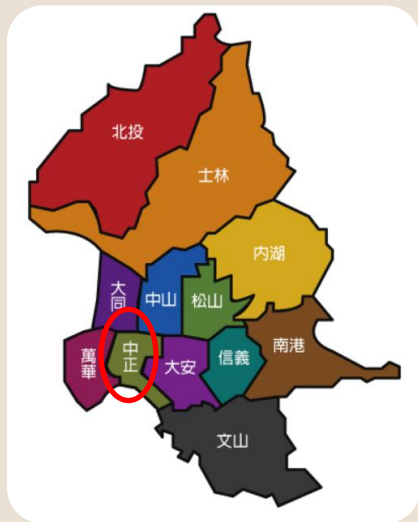 北投
士林
內湖
大同
中山
松山
南港
萬華
中正
大安
信義
文山